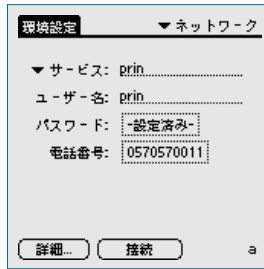 環境設定 ▼ネットワーク
▼サービス: prin
ユーザー名: prin
パスワード: -設定済み-
電話番号: 0570570011
詳細... 接続 a